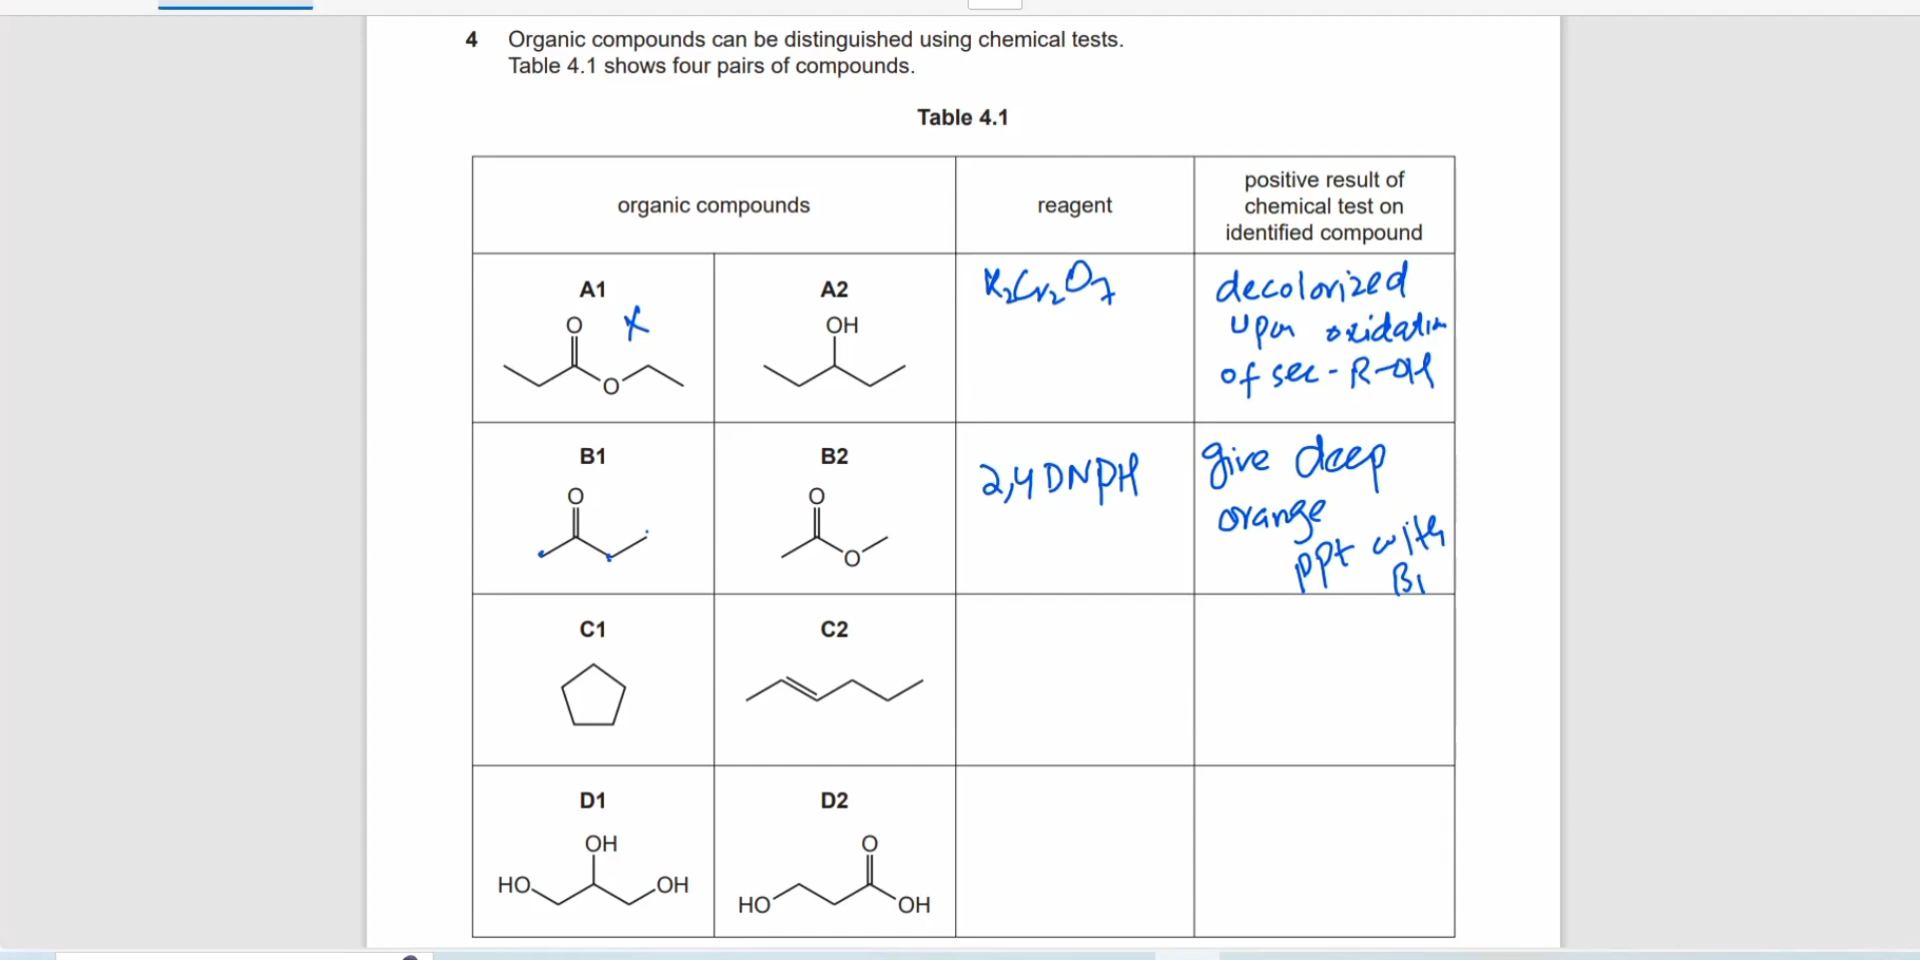 4 Organic compounds can be distinguished using chemical tests.
Table 4.1 shows four pairs of compounds.
Table 4.1
organic compounds
reagent
positive result of
chemical test on
identified compound
A1
O
X
O
A2
OH
K₂Cr₂O₇
decolorized
upon oxidation
of sec-R-OH
B1
O
B2
O
O
2,4 DNPH
give deep
orange
ppt with
B1
C1
C2
D1
OH
HO
OH
D2
O
HO
OH